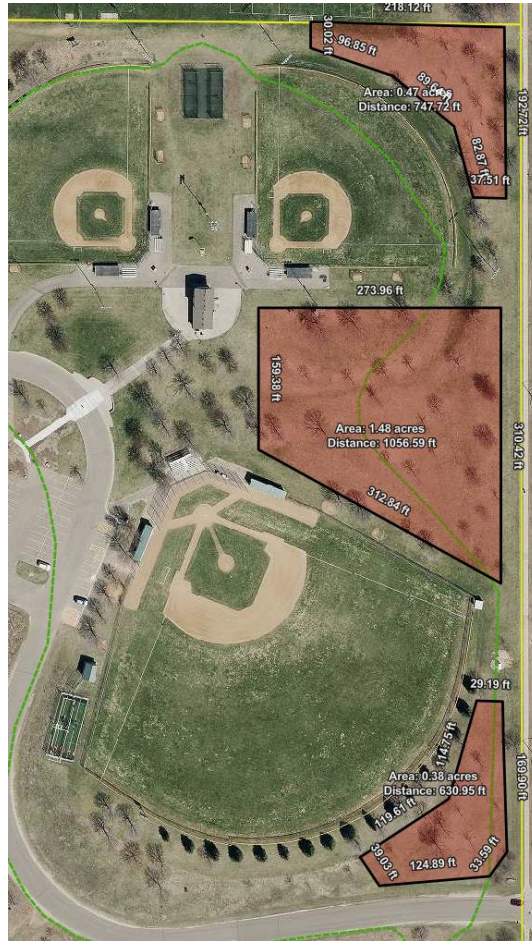 218.12 ft
30.02 ft
96.85 ft
Area: 0.47 acres
Distance: 747.72 ft
192.72 ft
82.87 ft
37.51 ft
273.96 ft
159.38 ft
Area: 1.48 acres
Distance: 1056.59 ft
310.42 ft
312.84 ft
29.19 ft
114.75 ft
Area: 0.38 acres
Distance: 630.95 ft
169.90 ft
119.61 ft
39.03 ft
124.89 ft
33.59 ft